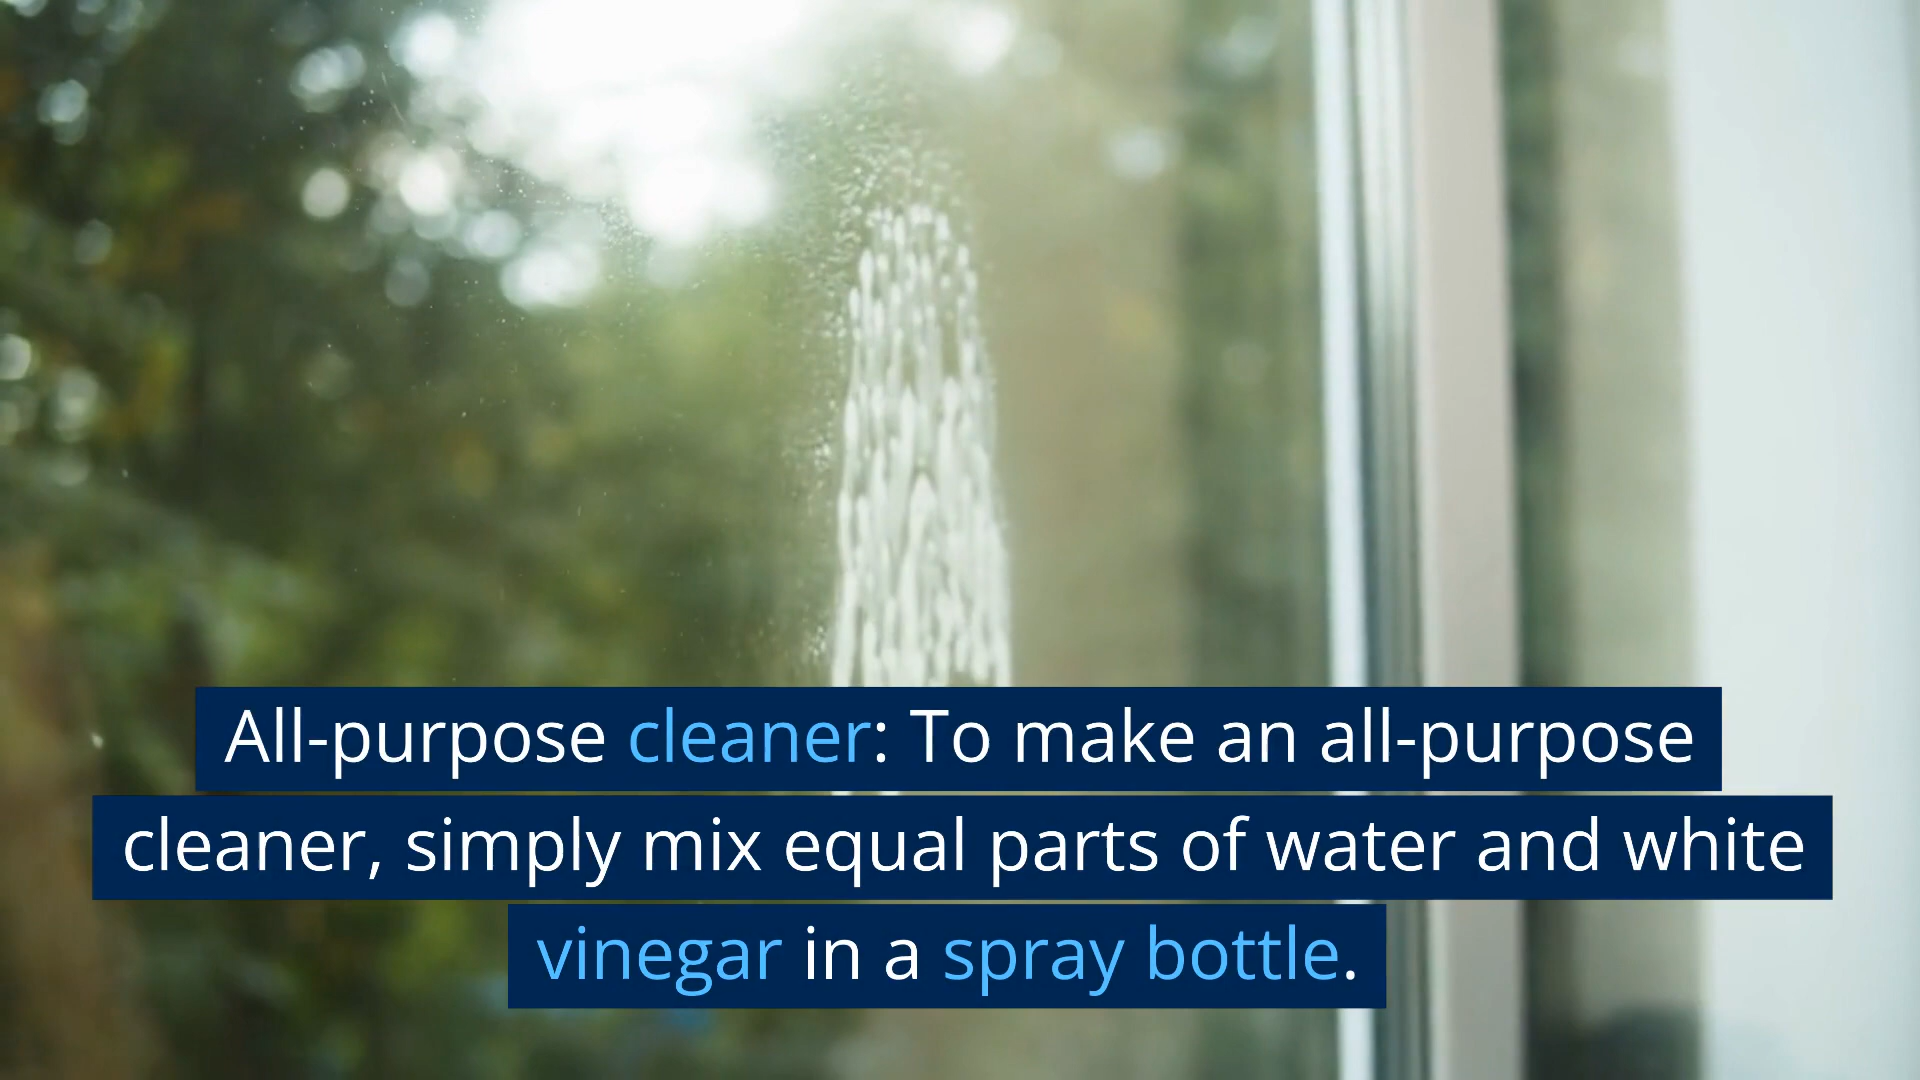 All-purpose cleaner: To make an all-purpose
cleaner, simply mix equal parts of water and white
vinegar in a spray bottle.